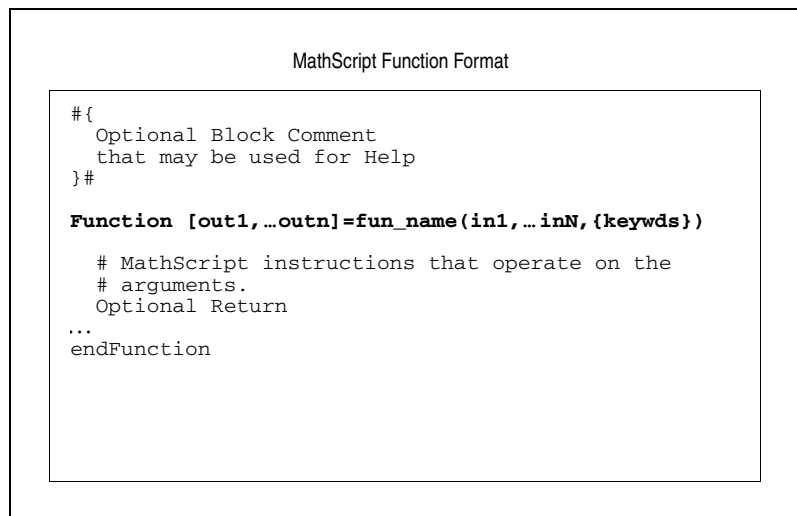 MathScript Function Format
#{
Optional Block Comment
that may be used for Help
}#
Function [out1,…outn]=fun_name(in1,…inN,{keywds})
# MathScript instructions that operate on the
# arguments.
Optional Return
...
endFunction